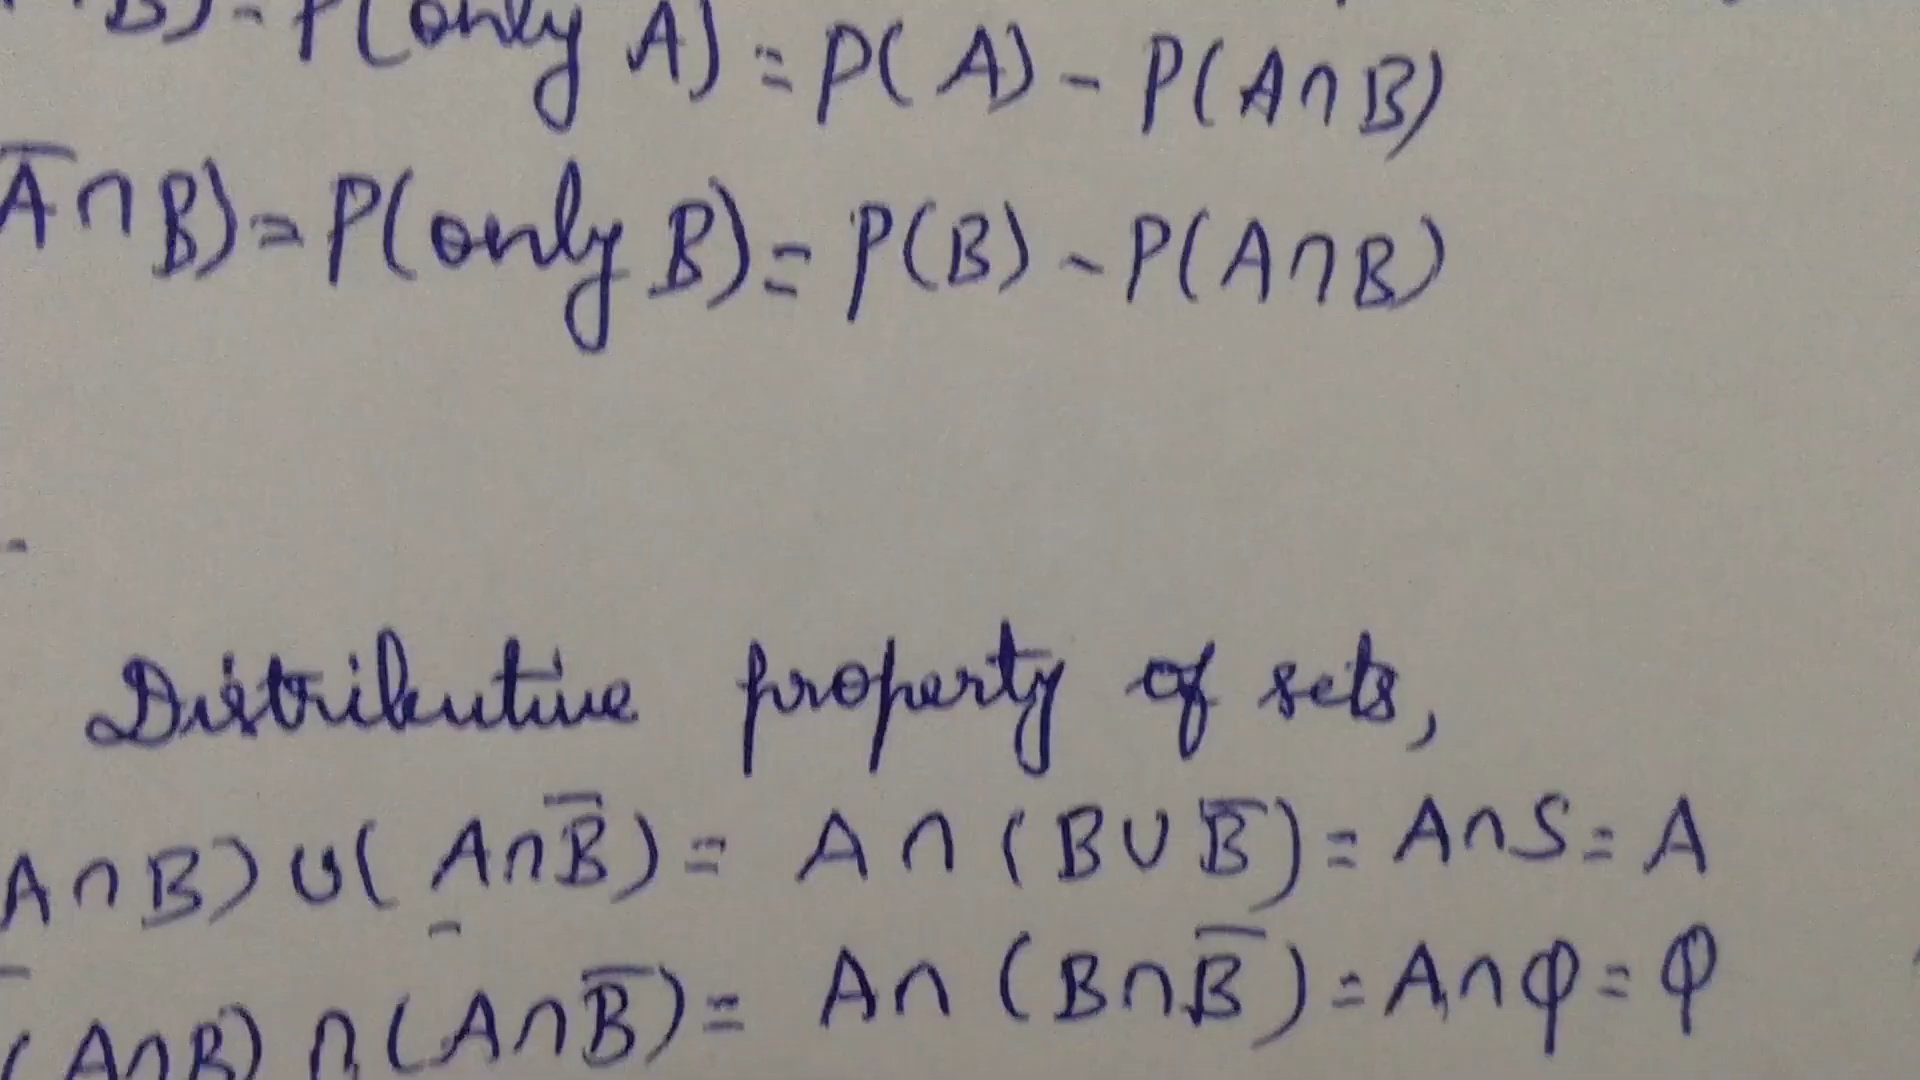 B) = P(only A) = P(A) - P(A∩B)
A̅∩B) = P(only B) = P(B) - P(A∩B)
Distributive property of sets,
A∩B) ∪ (A∩B̅) = A∩(B∪B̅) = A∩S = A
(A∩B) ∩ (A∩B̅) = A∩(B∩B̅) = A∩φ = φ